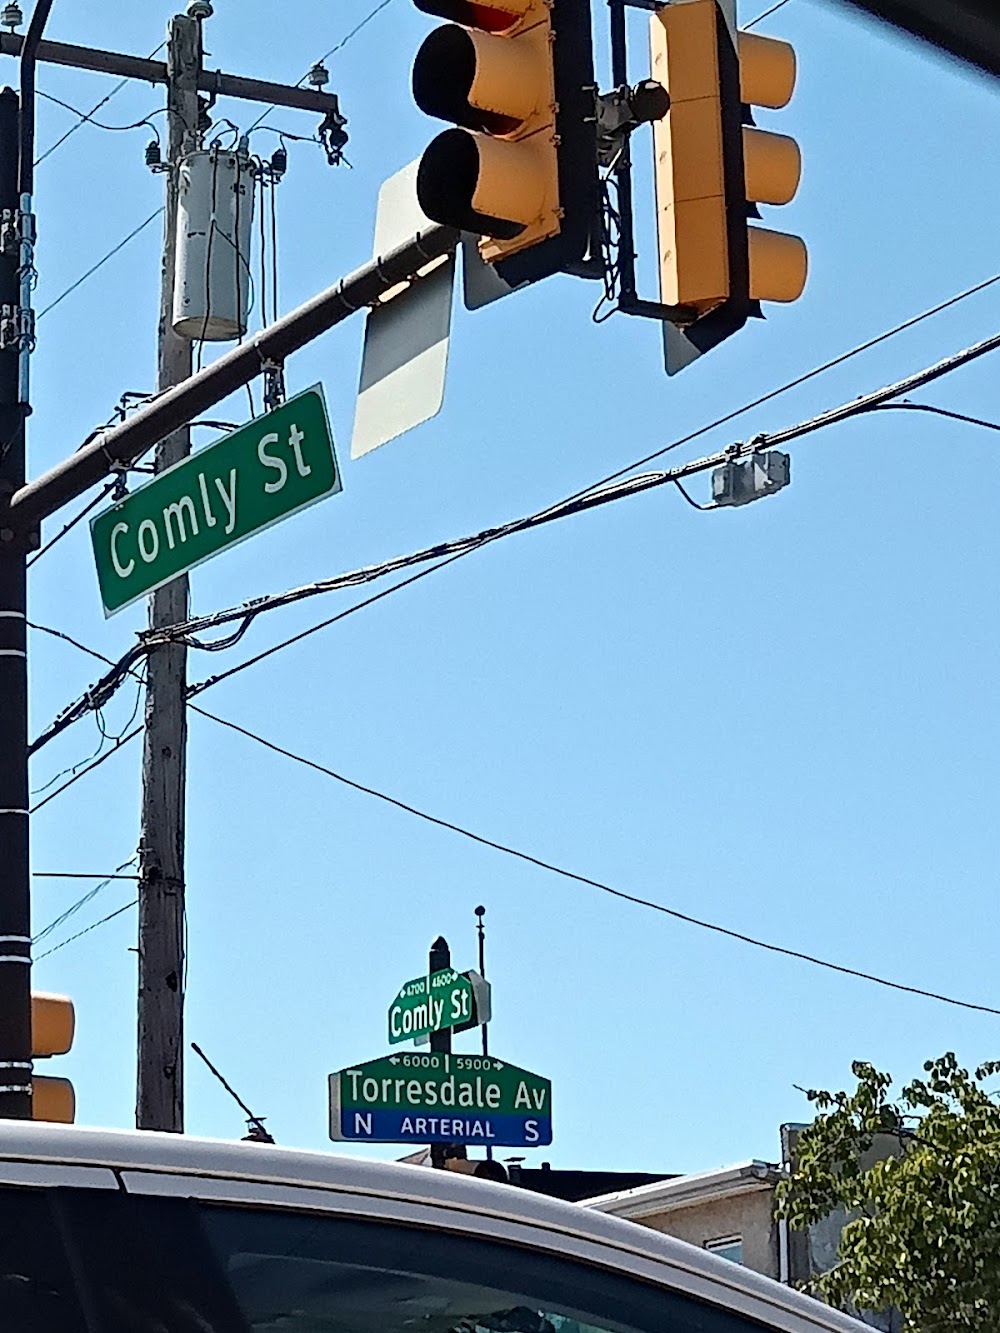 Comly St
←4700 4600→
Comly St
←6000 5900→
Torresdale Av
N ARTERIAL S